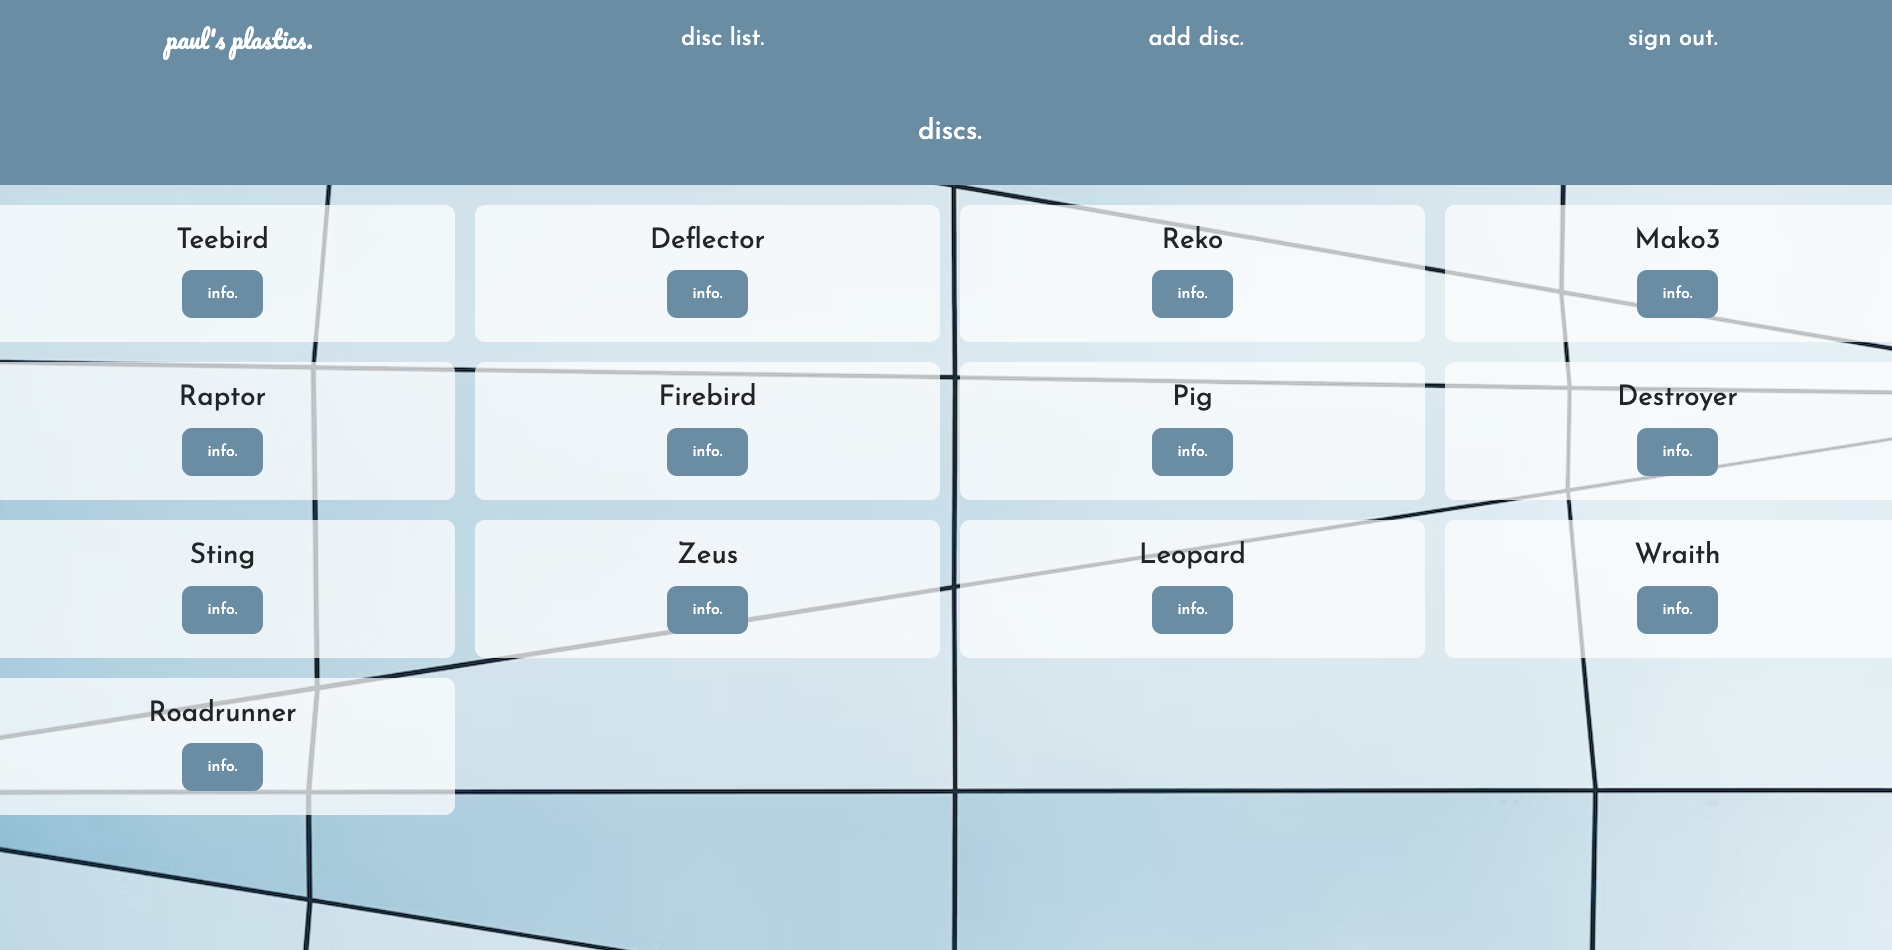 paul's plastics.
disc list.
add disc.
sign out.
discs.
Teebird
info.
Deflector
info.
Reko
info.
Mako3
info.
Raptor
info.
Firebird
info.
Pig
info.
Destroyer
info.
Sting
info.
Zeus
info.
Leopard
info.
Wraith
info.
Roadrunner
info.